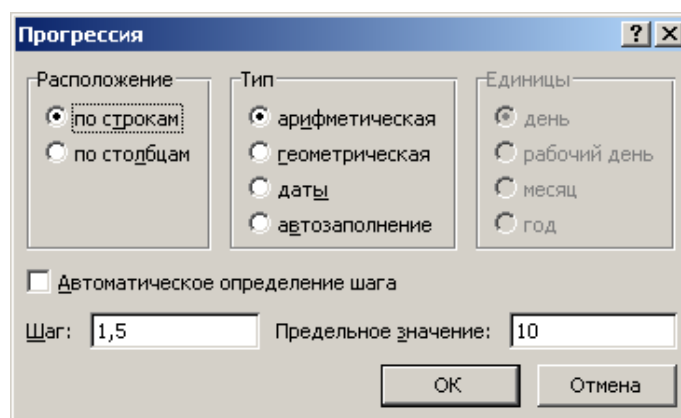 Прогрессия
Расположение
по строкам
по столбцам
Тип
арифметическая
геометрическая
даты
автозаполнение
Единицы
день
рабочий день
месяц
год
Автоматическое определение шага
Шаг: 1,5 Предельное значение: 10
ОК Отмена